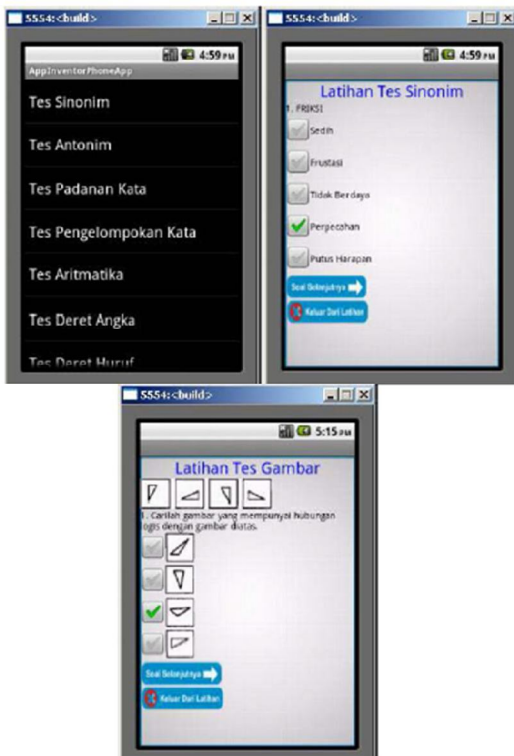 5554:<build>
4:59 PM
AppInventorPhoneApp
Tes Sinonim
Tes Antonim
Tes Padanan Kata
Tes Pengelompokan Kata
Tes Aritmatika
Tes Deret Angka
Tes Deret Huruf
5554:<build>
4:59 PM
Latihan Tes Sinonim
1. FRIKSI
Sedih
Frustasi
Tidak Berdaya
Perpecahan
Putus Harapan
Soal Selanjutnya
Keluar Dari Latihan
5554:<build>
5:15 PM
Latihan Tes Gambar
1. Carilah gambar yang mempunyai hubungan
logis dengan gambar diatas.
Soal Selanjutnya
Keluar Dari Latihan